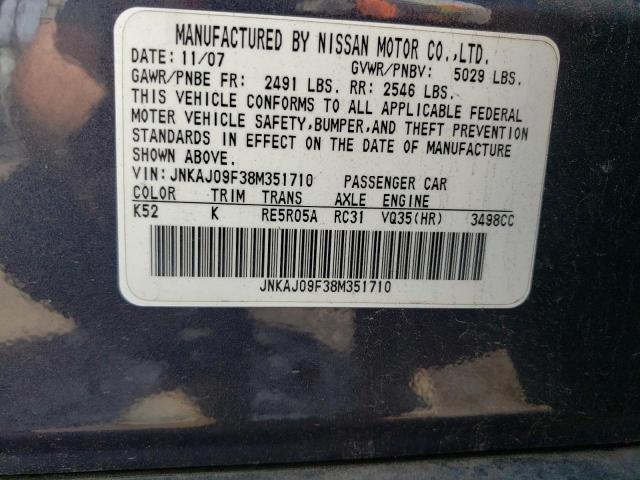 MANUFACTURED BY NISSAN MOTOR CO.,LTD.
DATE: 11/07 GVWR/PNBV: 5029 LBS.
GAWR/PNBE FR: 2491 LBS. RR: 2546 LBS.
THIS VEHICLE CONFORMS TO ALL APPLICABLE FEDERAL
MOTOR VEHICLE SAFETY,BUMPER,AND THEFT PREVENTION
STANDARDS IN EFFECT ON THE DATE OF MANUFACTURE
SHOWN ABOVE.
VIN:JNKAJ09F38M351710 PASSENGER CAR
COLOR TRIM TRANS AXLE ENGINE
K52 K RE5R05A RC31 VQ35(HR) 3498CC
JNKAJ09F38M351710